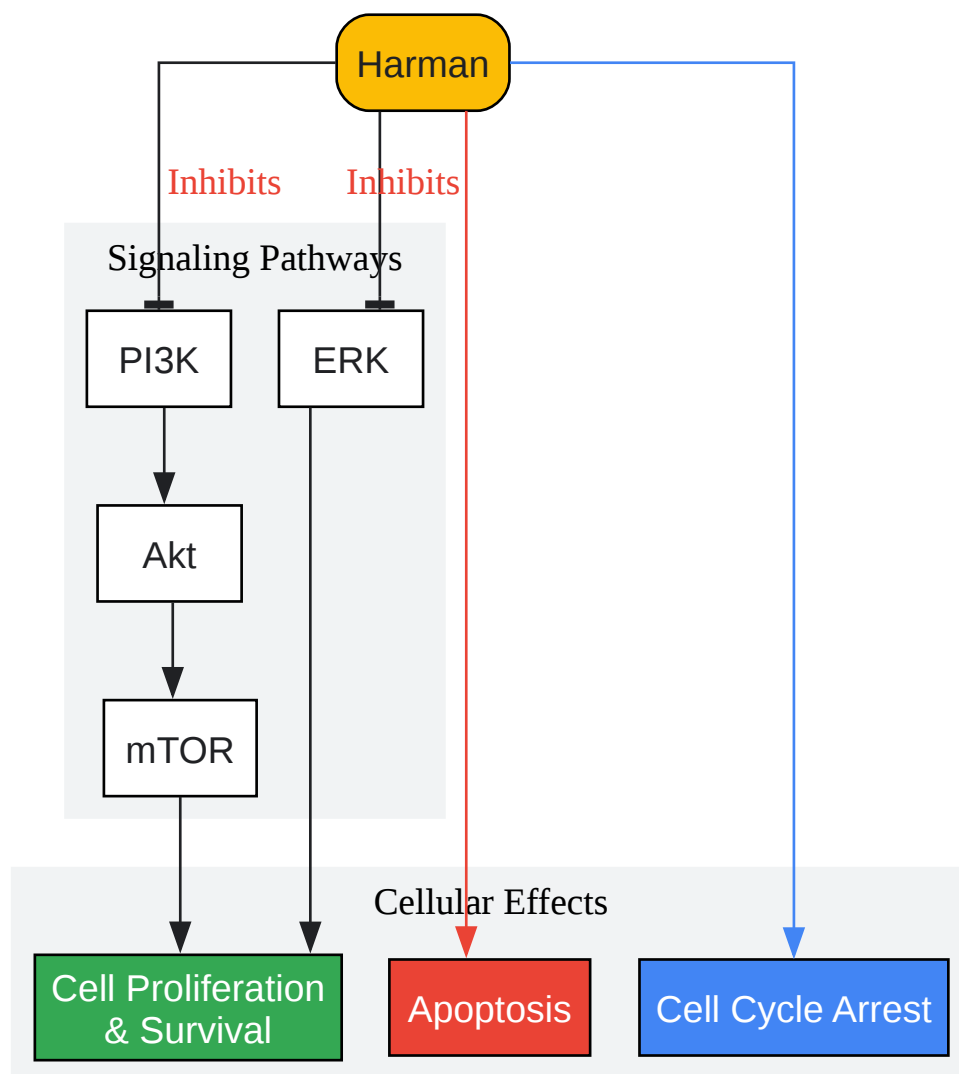 Harman
Inhibits
Inhibits
Signaling Pathways
PI3K
ERK
Akt
mTOR
Cellular Effects
Cell Proliferation
& Survival
Apoptosis
Cell Cycle Arrest